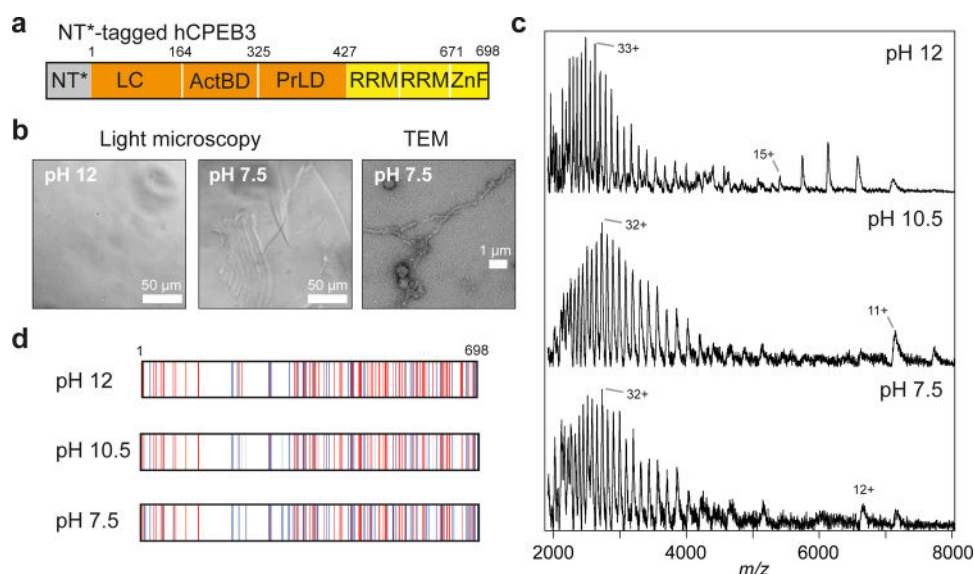 a
NT*-tagged hCPEB3
1 164 325 427 671 698
NT* LC ActBD PrLD RRM RRM ZnF
b
Light microscopy TEM
pH 12 pH 7.5 pH 7.5
50 µm 50 µm 1 µm
d
1 698
pH 12
pH 10.5
pH 7.5
c
33+ pH 12
15+
32+ pH 10.5
11+
32+ pH 7.5
12+
2000 4000 6000 8000
m/z